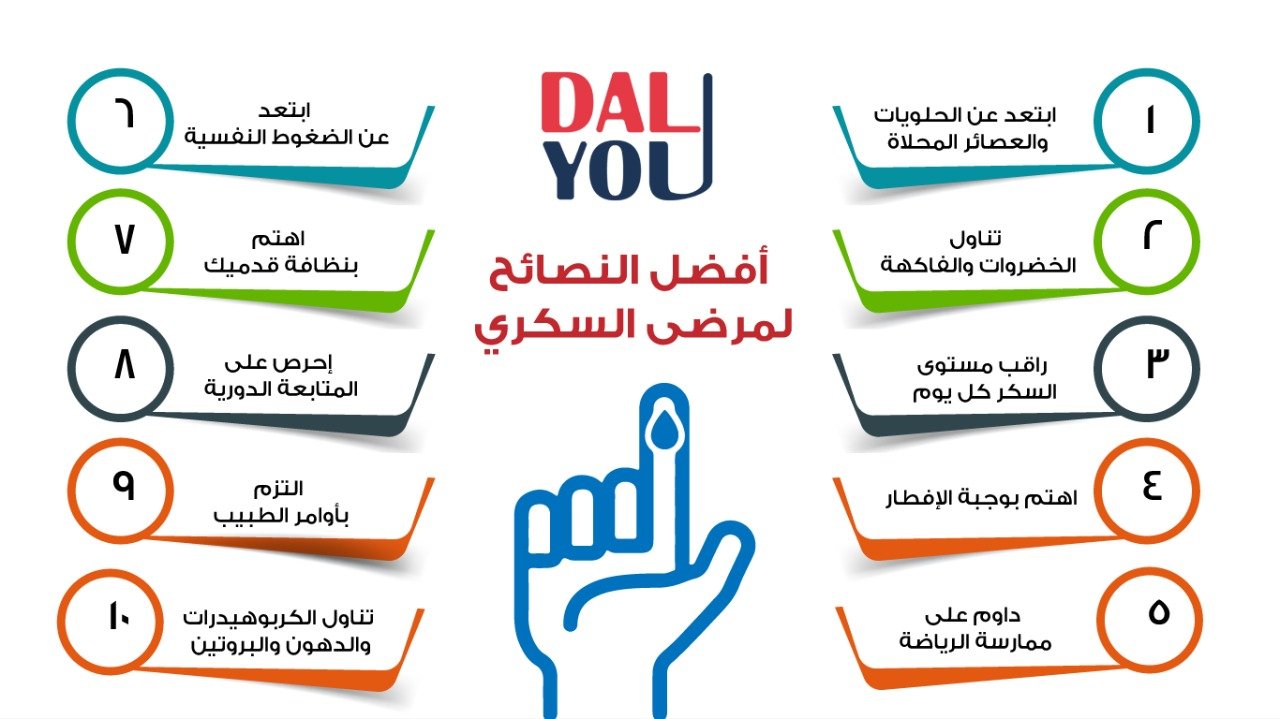 DAL
YOU
أفضل النصائح
لمرضى السكري
١
ابتعد عن الحلويات
والعصائر المحلاة
٢
تناول
الخضروات والفاكهة
٣
راقب مستوى
السكر كل يوم
٤
اهتم بوجبة الإفطار
٥
داوم على
ممارسة الرياضة
٦
ابتعد
عن الضغوط النفسية
٧
اهتم
بنظافة قدميك
٨
إحرص على
المتابعة الدورية
٩
التزم
بأوامر الطبيب
١٠
تناول الكربوهيدرات
والدهون والبروتين